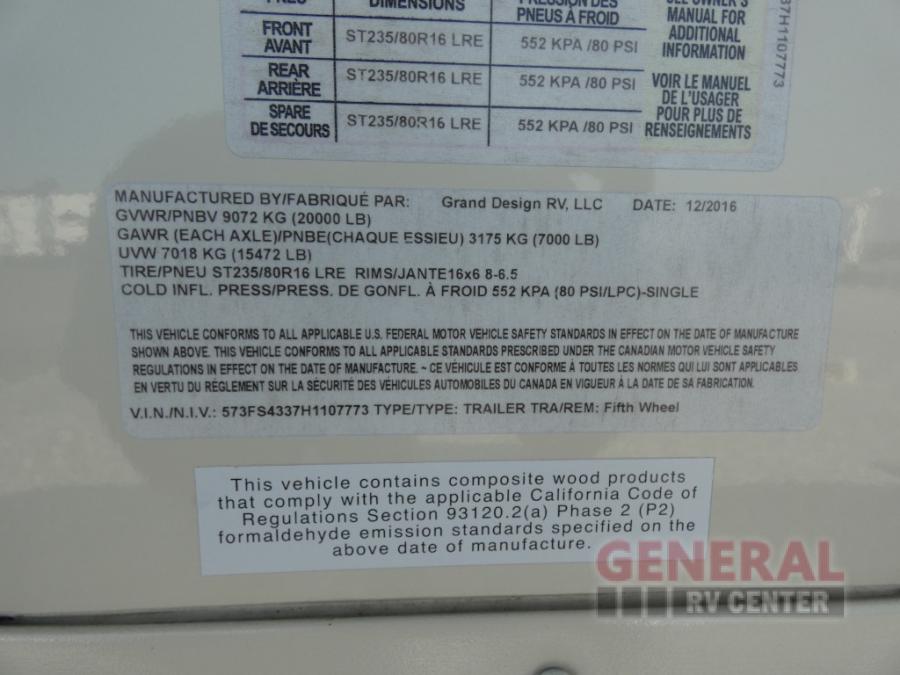 DIMENSIONS
PNEUS À FROID
MANUAL FOR
ADDITIONAL
INFORMATION
FRONT
AVANT
ST235/80R16 LRE
552 KPA /80 PSI
REAR
ARRIÈRE
ST235/80R16 LRE
552 KPA /80 PSI
VOIR LE MANUEL
DE L'USAGER
POUR PLUS DE
RENSEIGNEMENTS
SPARE
DE SECOURS
ST235/80R16 LRE
552 KPA /80 PSI
37H1107773
MANUFACTURED BY/FABRIQUÉ PAR: Grand Design RV, LLC DATE: 12/2016
GVWR/PNBV 9072 KG (20000 LB)
GAWR (EACH AXLE)/PNBE(CHAQUE ESSIEU) 3175 KG (7000 LB)
UVW 7018 KG (15472 LB)
TIRE/PNEU ST235/80R16 LRE RIMS/JANTE16x6 8-6.5
COLD INFL. PRESS/PRESS. DE GONFL. À FROID 552 KPA (80 PSI/LPC)-SINGLE
THIS VEHICLE CONFORMS TO ALL APPLICABLE U.S. FEDERAL MOTOR VEHICLE SAFETY STANDARDS IN EFFECT ON THE DATE OF MANUFACTURE
SHOWN ABOVE. THIS VEHICLE CONFORMS TO ALL APPLICABLE STANDARDS PRESCRIBED UNDER THE CANADIAN MOTOR VEHICLE SAFETY
REGULATIONS IN EFFECT ON THE DATE OF MANUFACTURE. ~ CE VÉHICULE EST CONFORME À TOUTES LES NORMES QUI LUI SONT APPLICABLES
EN VERTU DU RÉGLEMENT SUR LA SÉCURITÉ DES VÉHICULES AUTOMOBILES DU CANADA EN VIGUEUR À LA DATE DE SA FABRICATION.
V.I.N./N.I.V.: 573FS4337H1107773 TYPE/TYPE: TRAILER TRA/REM: Fifth Wheel
This vehicle contains composite wood products
that comply with the applicable California Code of
Regulations Section 93120.2(a) Phase 2 (P2)
formaldehyde emission standards specified on the
above date of manufacture.
GENERAL
RV CENTER